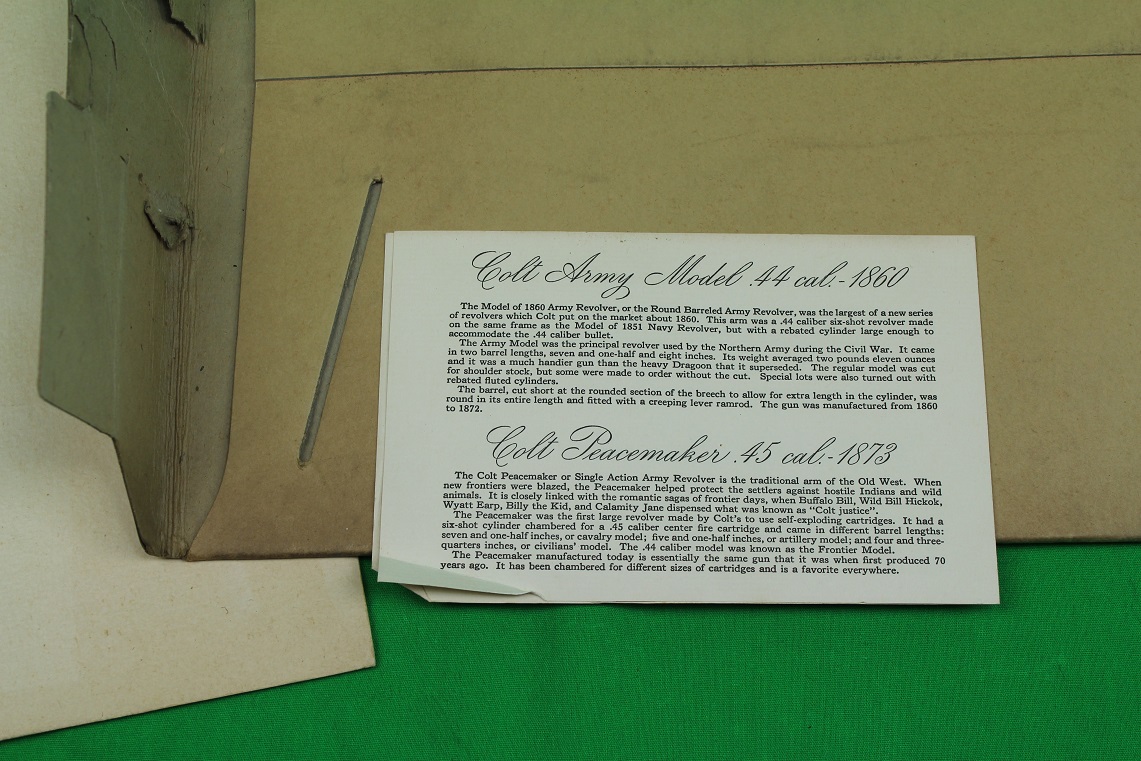 Colt Army Model .44 cal.-1860
The Model of 1860 Army Revolver, or the Round Barreled Army Revolver, was the largest of a new series
of revolvers which Colt put on the market about 1860. This arm was a .44 caliber six-shot revolver made
on the same frame as the Model of 1851 Navy Revolver, but with a rebated cylinder large enough to
accommodate the .44 caliber bullet.
The Army Model was the principal revolver used by the Northern Army during the Civil War. It came
in two barrel lengths, seven and one-half and eight inches. Its weight averaged two pounds eleven ounces
and it was a much handier gun than the heavy Dragoon that it superseded. The regular model was cut
for shoulder stock, but some were made to order without the cut. Special lots were also turned out with
rebated fluted cylinders.
The barrel, cut short at the rounded section of the breech to allow for extra length in the cylinder, was
round in its entire length and fitted with a creeping lever ramrod. The gun was manufactured from 1860
to 1872.
Colt Peacemaker .45 cal.-1873
The Colt Peacemaker or Single Action Army Revolver is the traditional arm of the Old West. When
new frontiers were blazed, the Peacemaker helped protect the settlers against hostile Indians and wild
animals. It is closely linked with the romantic sagas of frontier days, when Buffalo Bill, Wild Bill Hickok,
Wyatt Earp, Billy the Kid, and Calamity Jane dispensed what was known as "Colt justice".
The Peacemaker was the first large revolver made by Colt's to use self-exploding cartridges. It had a
six-shot cylinder chambered for a .45 caliber center fire cartridge and came in different barrel lengths:
seven and one-half inches, or cavalry model; five and one-half inches, or artillery model; and four and three-
quarters inches, or civilians' model. The .44 caliber model was known as the Frontier Model.
The Peacemaker manufactured today is essentially the same gun that it was when first produced 70
years ago. It has been chambered for different sizes of cartridges and is a favorite everywhere.